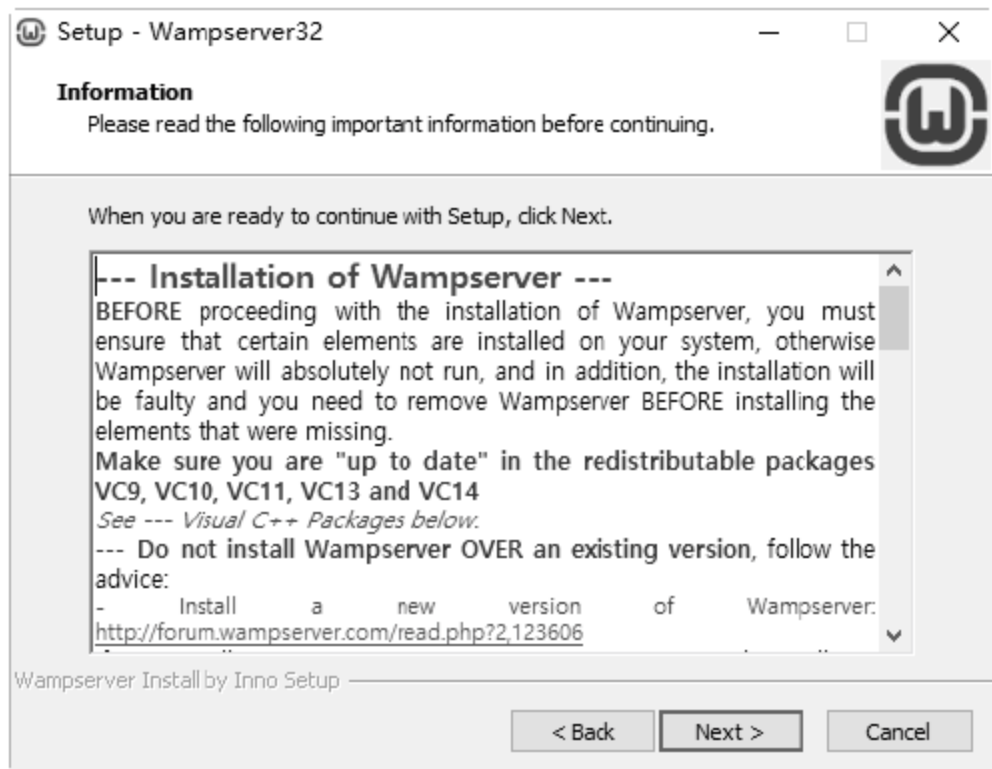 Setup - Wampserver32
Information
Please read the following important information before continuing.
When you are ready to continue with Setup, click Next.
--- Installation of Wampserver ---
BEFORE proceeding with the installation of Wampserver, you must
ensure that certain elements are installed on your system, otherwise
Wampserver will absolutely not run, and in addition, the installation will
be faulty and you need to remove Wampserver BEFORE installing the
elements that were missing.
Make sure you are "up to date" in the redistributable packages
VC9, VC10, VC11, VC13 and VC14
See --- Visual C++ Packages below.
--- Do not install Wampserver OVER an existing version, follow the
advice:
- Install a new version of Wampserver:
http://forum.wampserver.com/read.php?2,123606
Wampserver Install by Inno Setup
< Back Next > Cancel